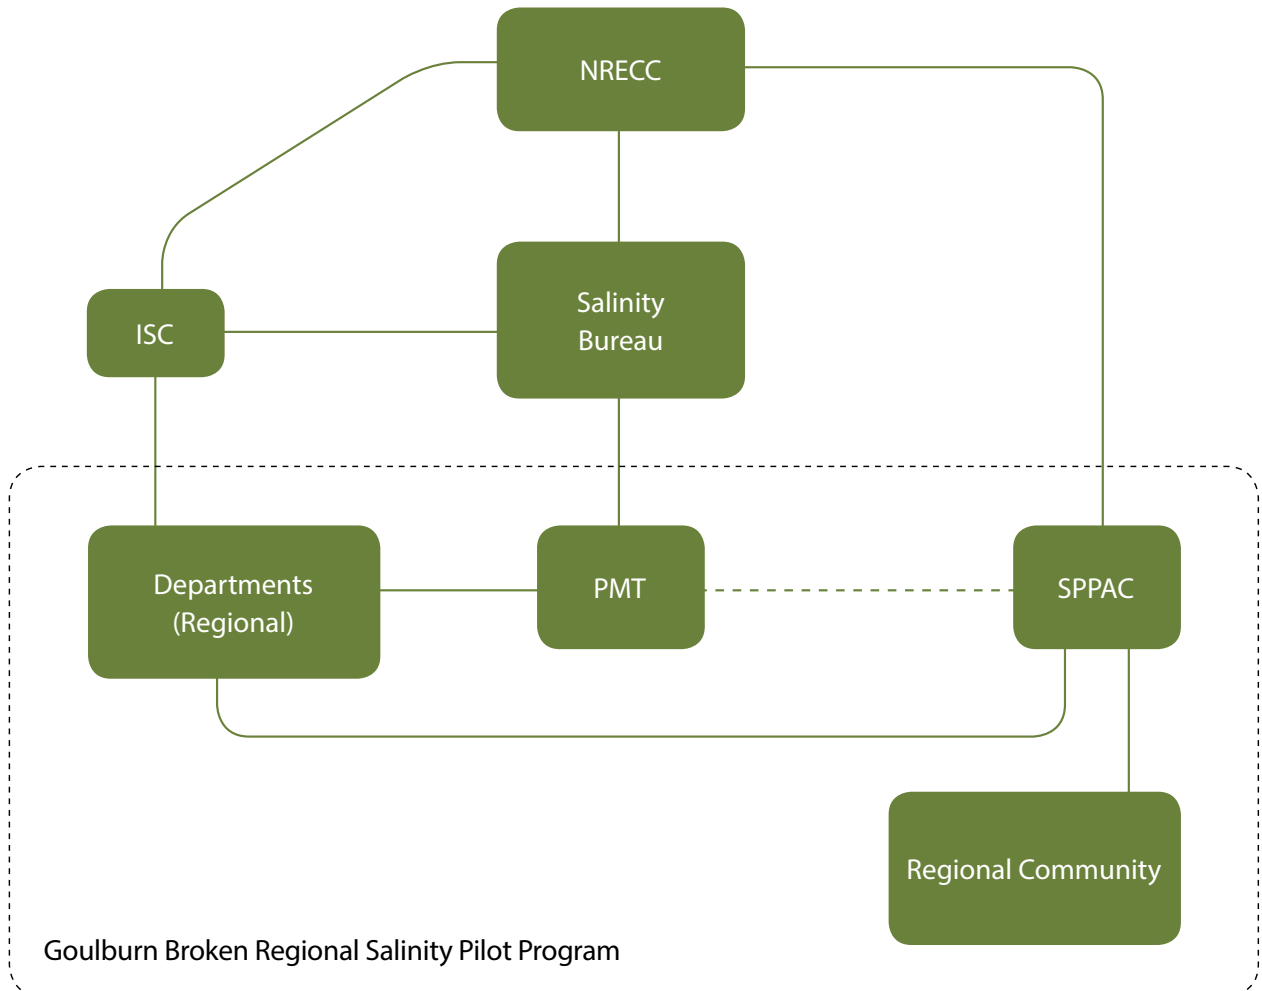 NRECC
Salinity
Bureau
ISC
Departments
(Regional)
PMT
SPPAC
Regional Community
Goulburn Broken Regional Salinity Pilot Program